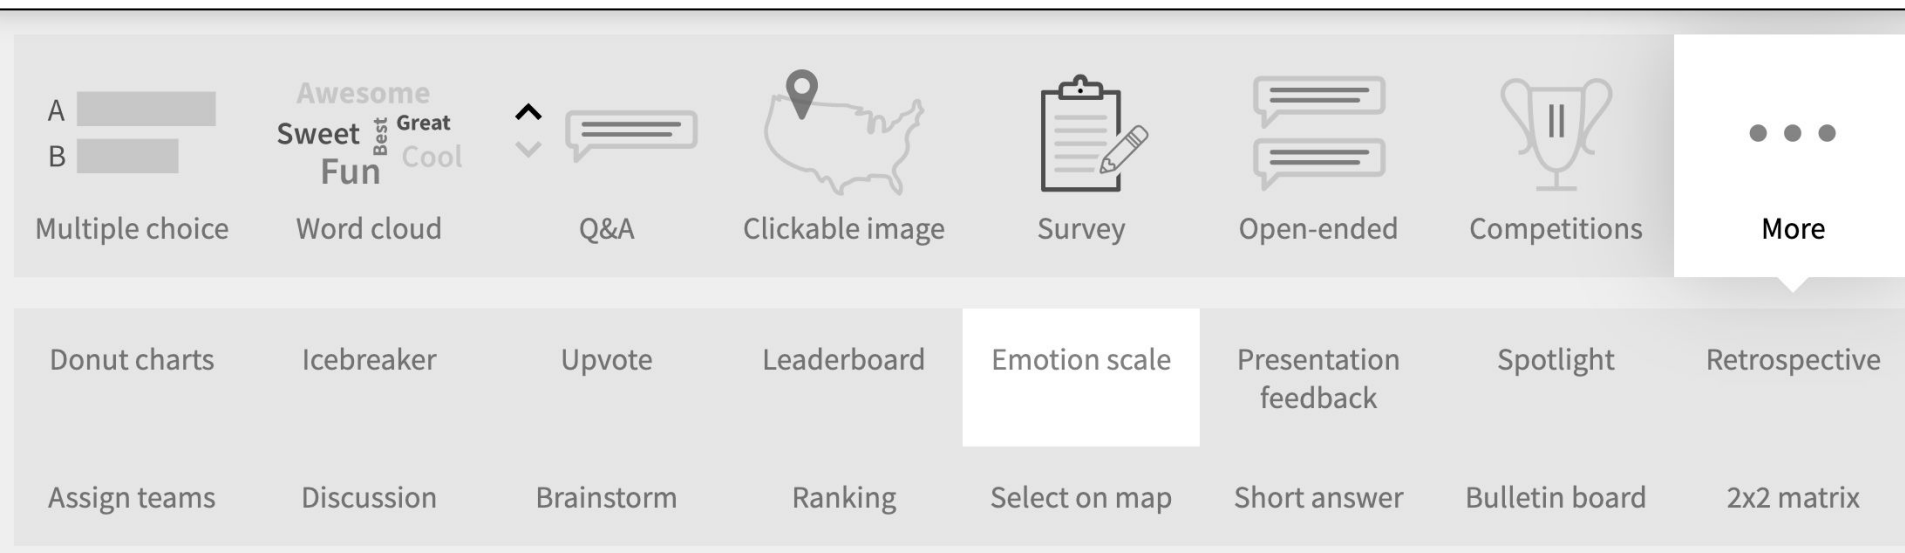 A
B
Multiple choice
Awesome
Sweet Best Great
Fun Cool
Word cloud
Q&A
Clickable image
Survey
Open-ended
II
Competitions
More
Donut charts
Icebreaker
Upvote
Leaderboard
Emotion scale
Presentation
feedback
Spotlight
Retrospective
Assign teams
Discussion
Brainstorm
Ranking
Select on map
Short answer
Bulletin board
2x2 matrix